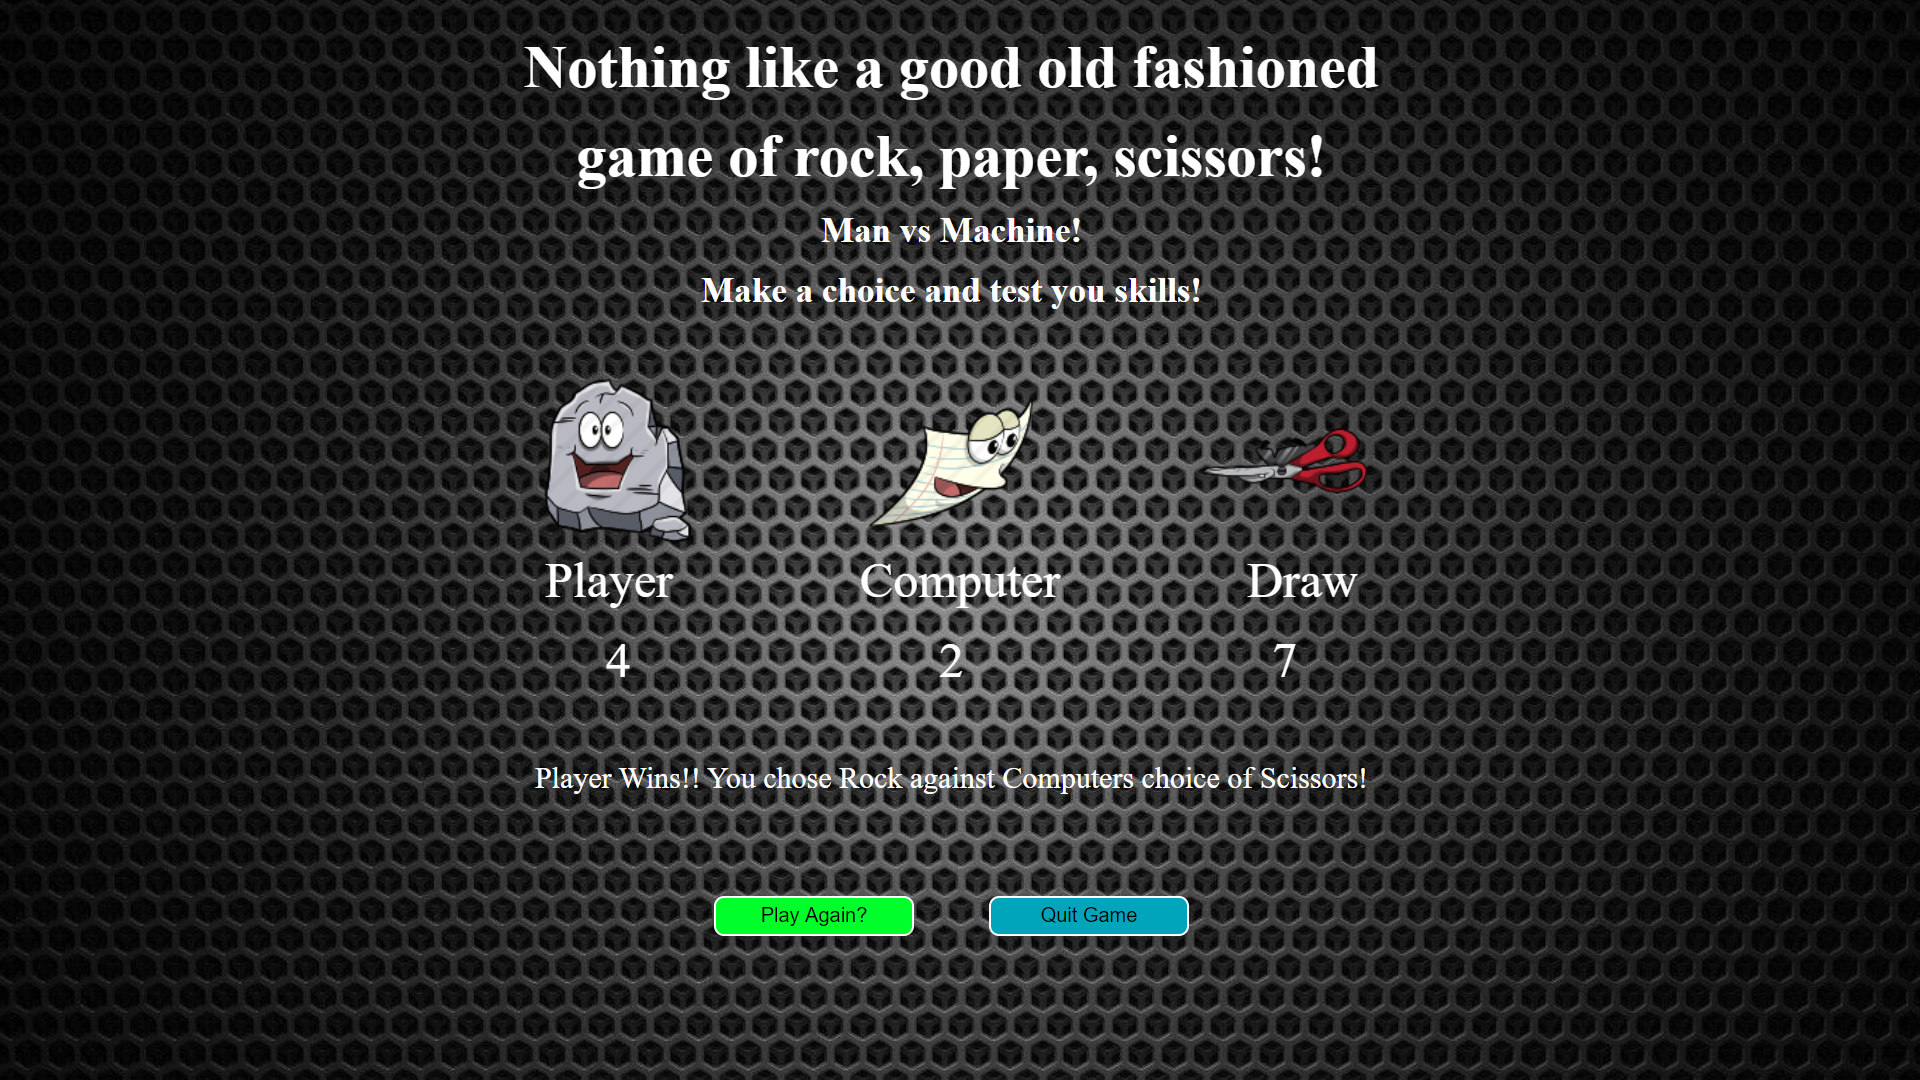 Nothing like a good old fashioned
game of rock, paper, scissors!
Man vs Machine!
Make a choice and test you skills!
Player Computer Draw
4 2 7
Player Wins!! You chose Rock against Computers choice of Scissors!
Play Again? Quit Game